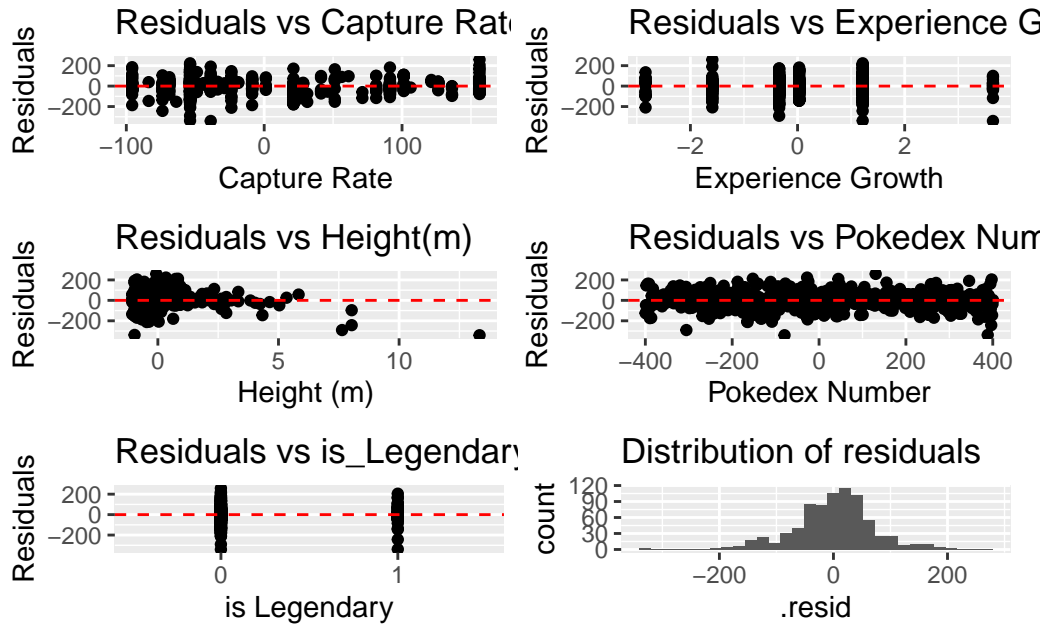 Residuals vs Capture Rate
Residuals
200
0
−200
−100 0 100
Capture Rate
Residuals vs Experience G
Residuals
200
0
−200
−2 0 2
Experience Growth
Residuals vs Height(m)
Residuals
200
0
−200
0 5 10
Height (m)
Residuals vs Pokedex Num
Residuals
200
0
−200
−400 −200 0 200 400
Pokedex Number
Residuals vs is_Legendary
Residuals
200
0
−200
0 1
is Legendary
Distribution of residuals
count
120
90
60
30
0
−200 0 200
.resid